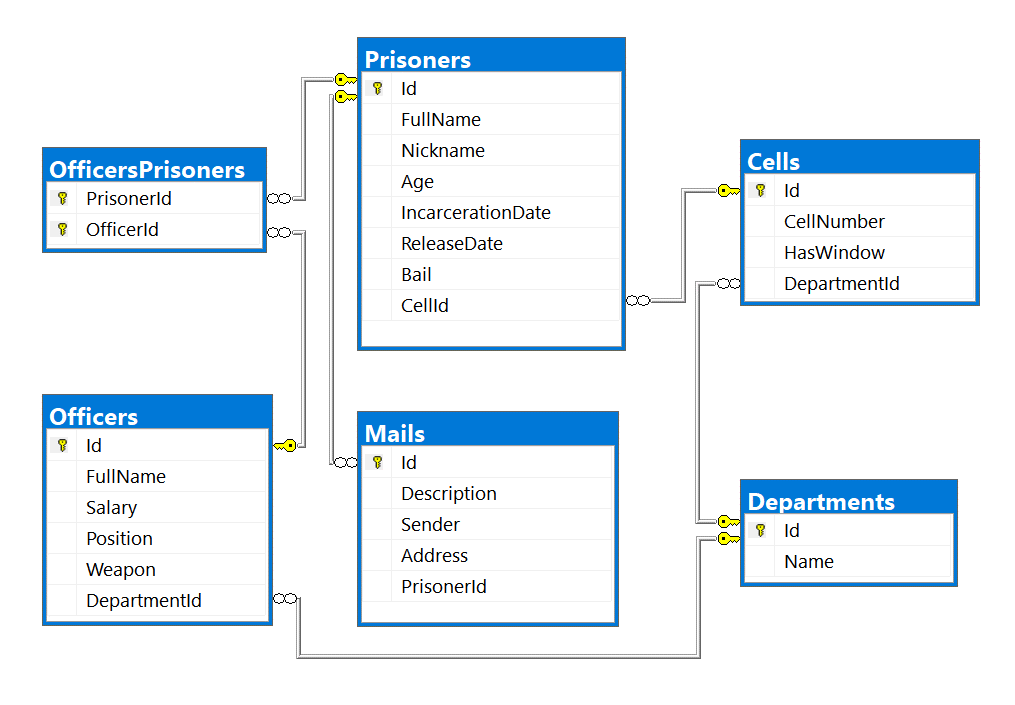 OfficersPrisoners
PrisonerId
OfficerId
Prisoners
Id
FullName
Nickname
Age
IncarcerationDate
ReleaseDate
Bail
CellId
Cells
Id
CellNumber
HasWindow
DepartmentId
Officers
Id
FullName
Salary
Position
Weapon
DepartmentId
Mails
Id
Description
Sender
Address
PrisonerId
Departments
Id
Name